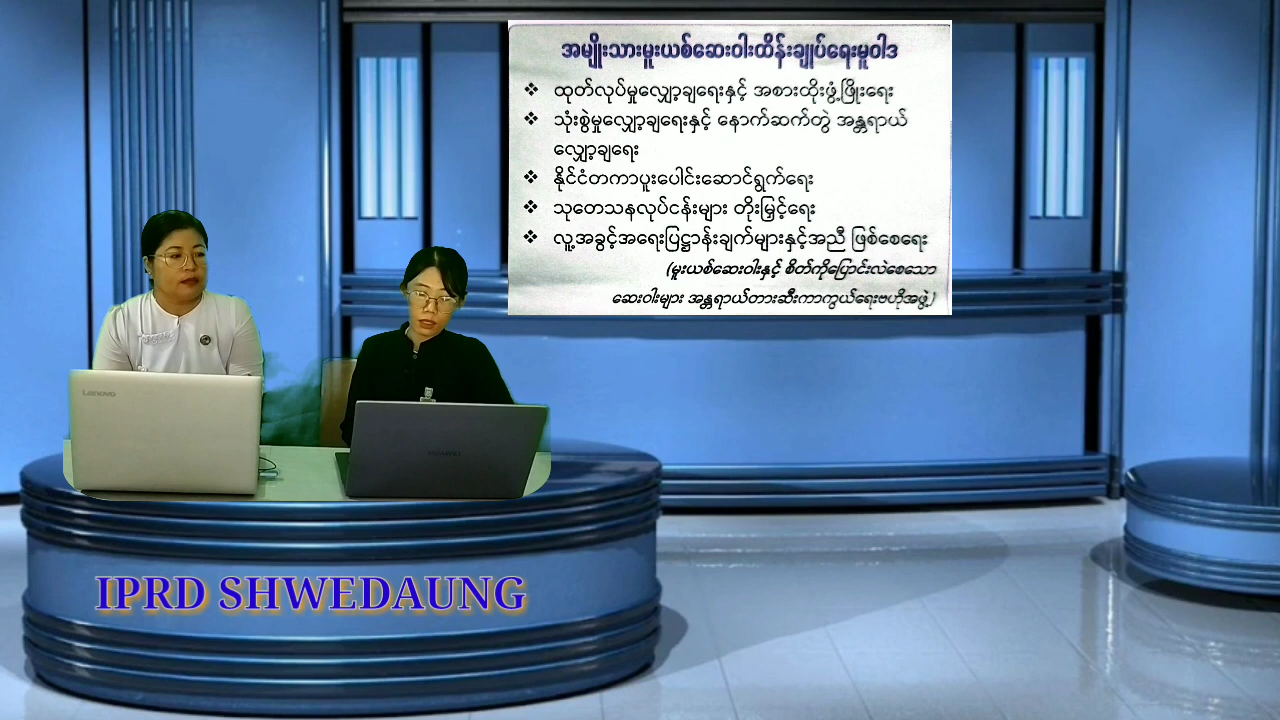 အမျိုးသားမူးယစ်ဆေးဝါးထိန်းချုပ်ရေးမူဝါဒ
❖ ထုတ်လုပ်မှုလျှော့ချရေးနှင့် အစားထိုးဖွံ့ဖြိုးရေး
❖ သုံးစွဲမှုလျှော့ချရေးနှင့် နောက်ဆက်တွဲ အန္တရာယ်
လျှော့ချရေး
❖ နိုင်ငံတကာပူးပေါင်းဆောင်ရွက်ရေး
❖ သုတေသနလုပ်ငန်းများ တိုးမြှင့်ရေး
❖ လူ့အခွင့်အရေးပြဋ္ဌာန်းချက်များနှင့်အညီ ဖြစ်စေရေး
(မူးယစ်ဆေးဝါးနှင့် စိတ်ကိုပြောင်းလဲစေသော
ဆေးဝါးများ အန္တရာယ်တားဆီးကာကွယ်ရေးဗဟိုအဖွဲ့)
Lenovo
HUAWEI
IPRD SHWEDAUNG